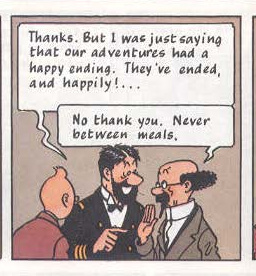 Thanks. But I was just saying
that our adventures had a
happy ending. They've ended,
and happily!...
No thank you. Never
between meals.